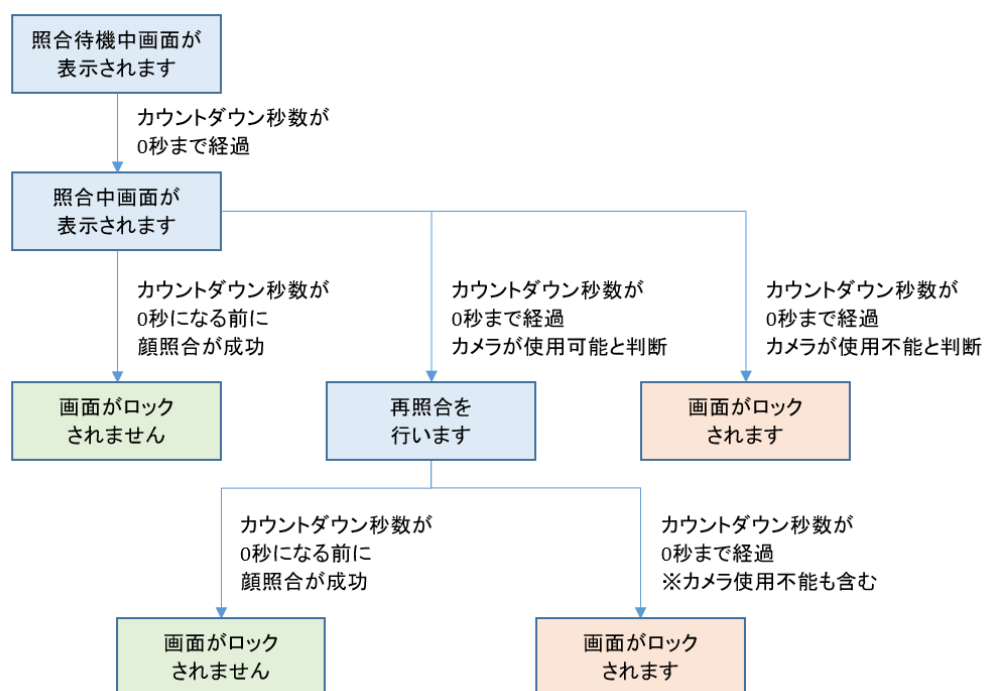 照合待機中画面が
表示されます
カウントダウン秒数が
0秒まで経過
照合中画面が
表示されます
カウントダウン秒数が
0秒になる前に
顔照合が成功
カウントダウン秒数が
0秒まで経過
カメラが使用可能と判断
カウントダウン秒数が
0秒まで経過
カメラが使用不能と判断
画面がロック
されません
再照合を
行います
画面がロック
されます
カウントダウン秒数が
0秒になる前に
顔照合が成功
カウントダウン秒数が
0秒まで経過
※カメラ使用不能も含む
画面がロック
されません
画面がロック
されます